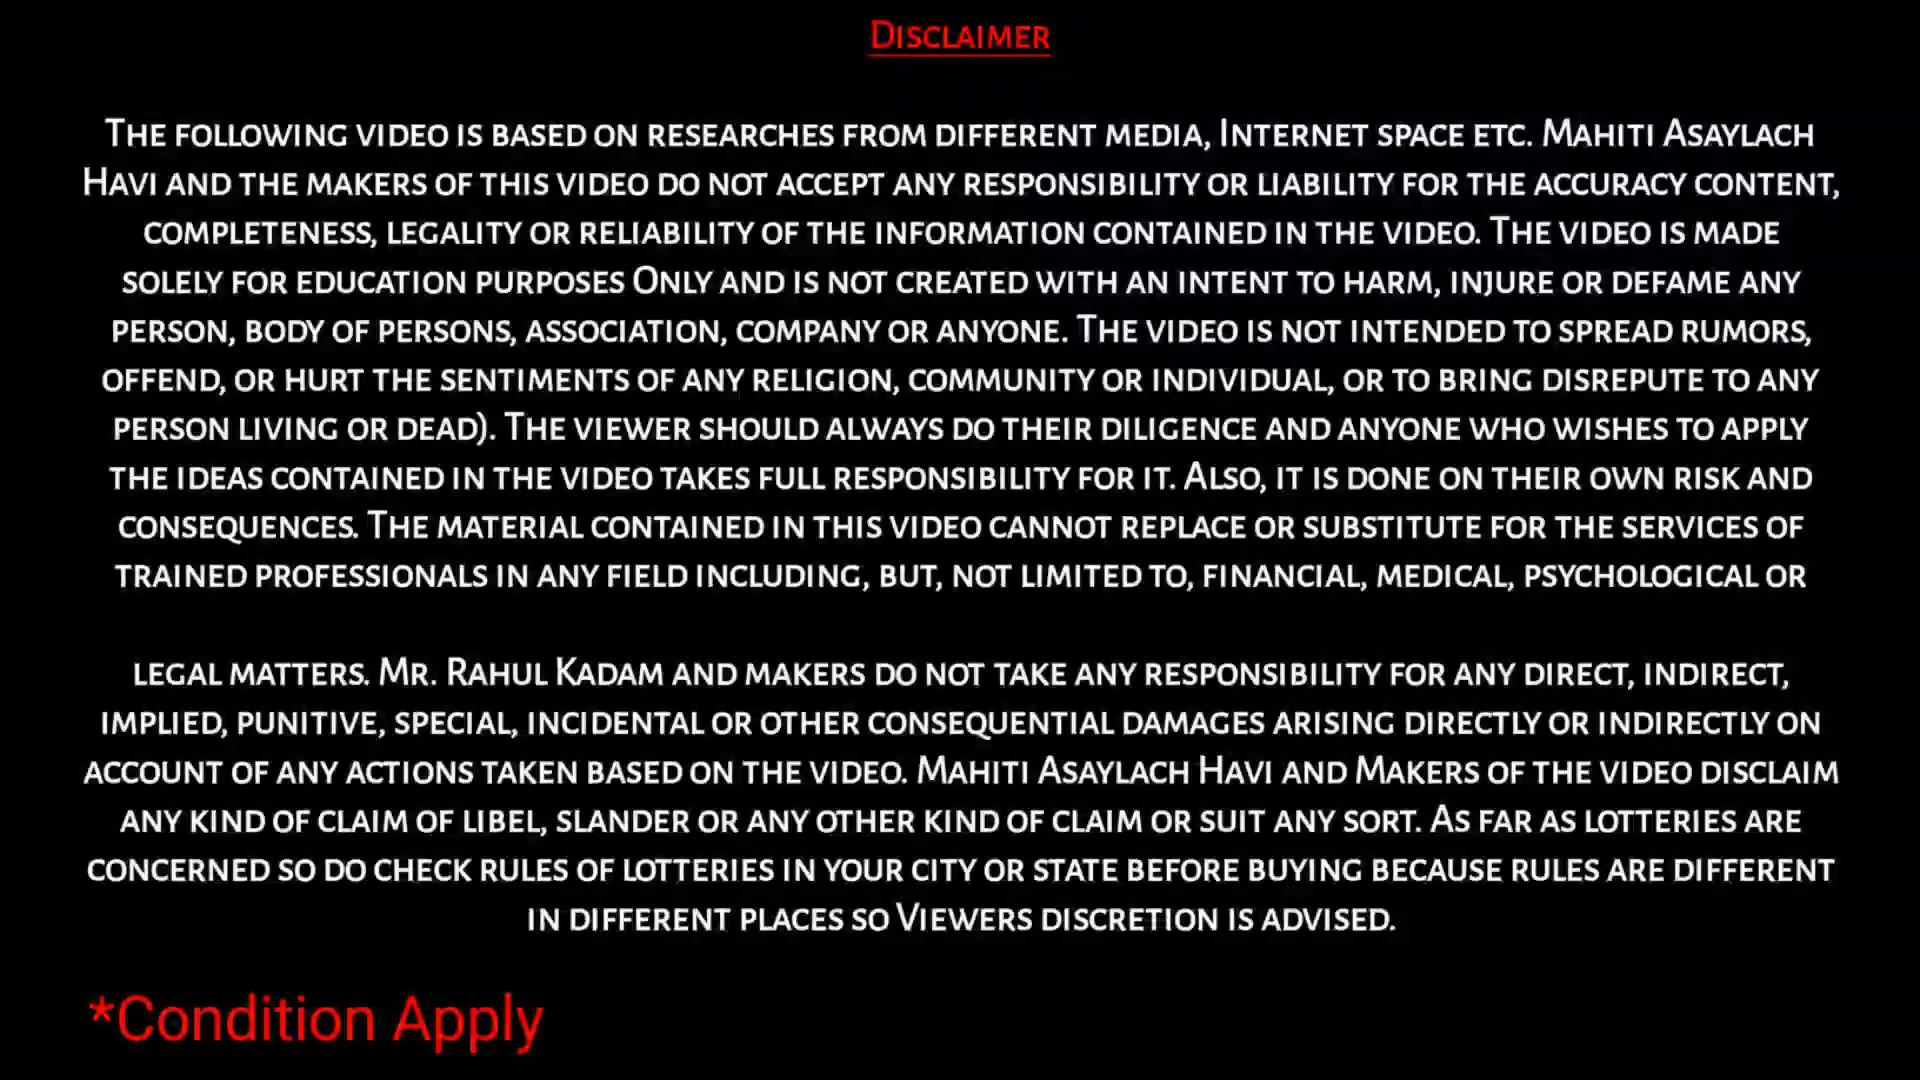 Disclaimer
The following video is based on researches from different media, Internet space etc. Mahiti Asaylach
Havi and the makers of this video do not accept any responsibility or liability for the accuracy content,
completeness, legality or reliability of the information contained in the video. The video is made
solely for education purposes Only and is not created with an intent to harm, injure or defame any
person, body of persons, association, company or anyone. The video is not intended to spread rumors,
offend, or hurt the sentiments of any religion, community or individual, or to bring disrepute to any
person living or dead). The viewer should always do their diligence and anyone who wishes to apply
the ideas contained in the video takes full responsibility for it. Also, it is done on their own risk and
consequences. The material contained in this video cannot replace or substitute for the services of
trained professionals in any field including, but, not limited to, financial, medical, psychological or
legal matters. Mr. Rahul Kadam and makers do not take any responsibility for any direct, indirect,
implied, punitive, special, incidental or other consequential damages arising directly or indirectly on
account of any actions taken based on the video. Mahiti Asaylach Havi and Makers of the video disclaim
any kind of claim of libel, slander or any other kind of claim or suit any sort. As far as lotteries are
concerned so do check rules of lotteries in your city or state before buying because rules are different
in different places so Viewers discretion is advised.
*Condition Apply